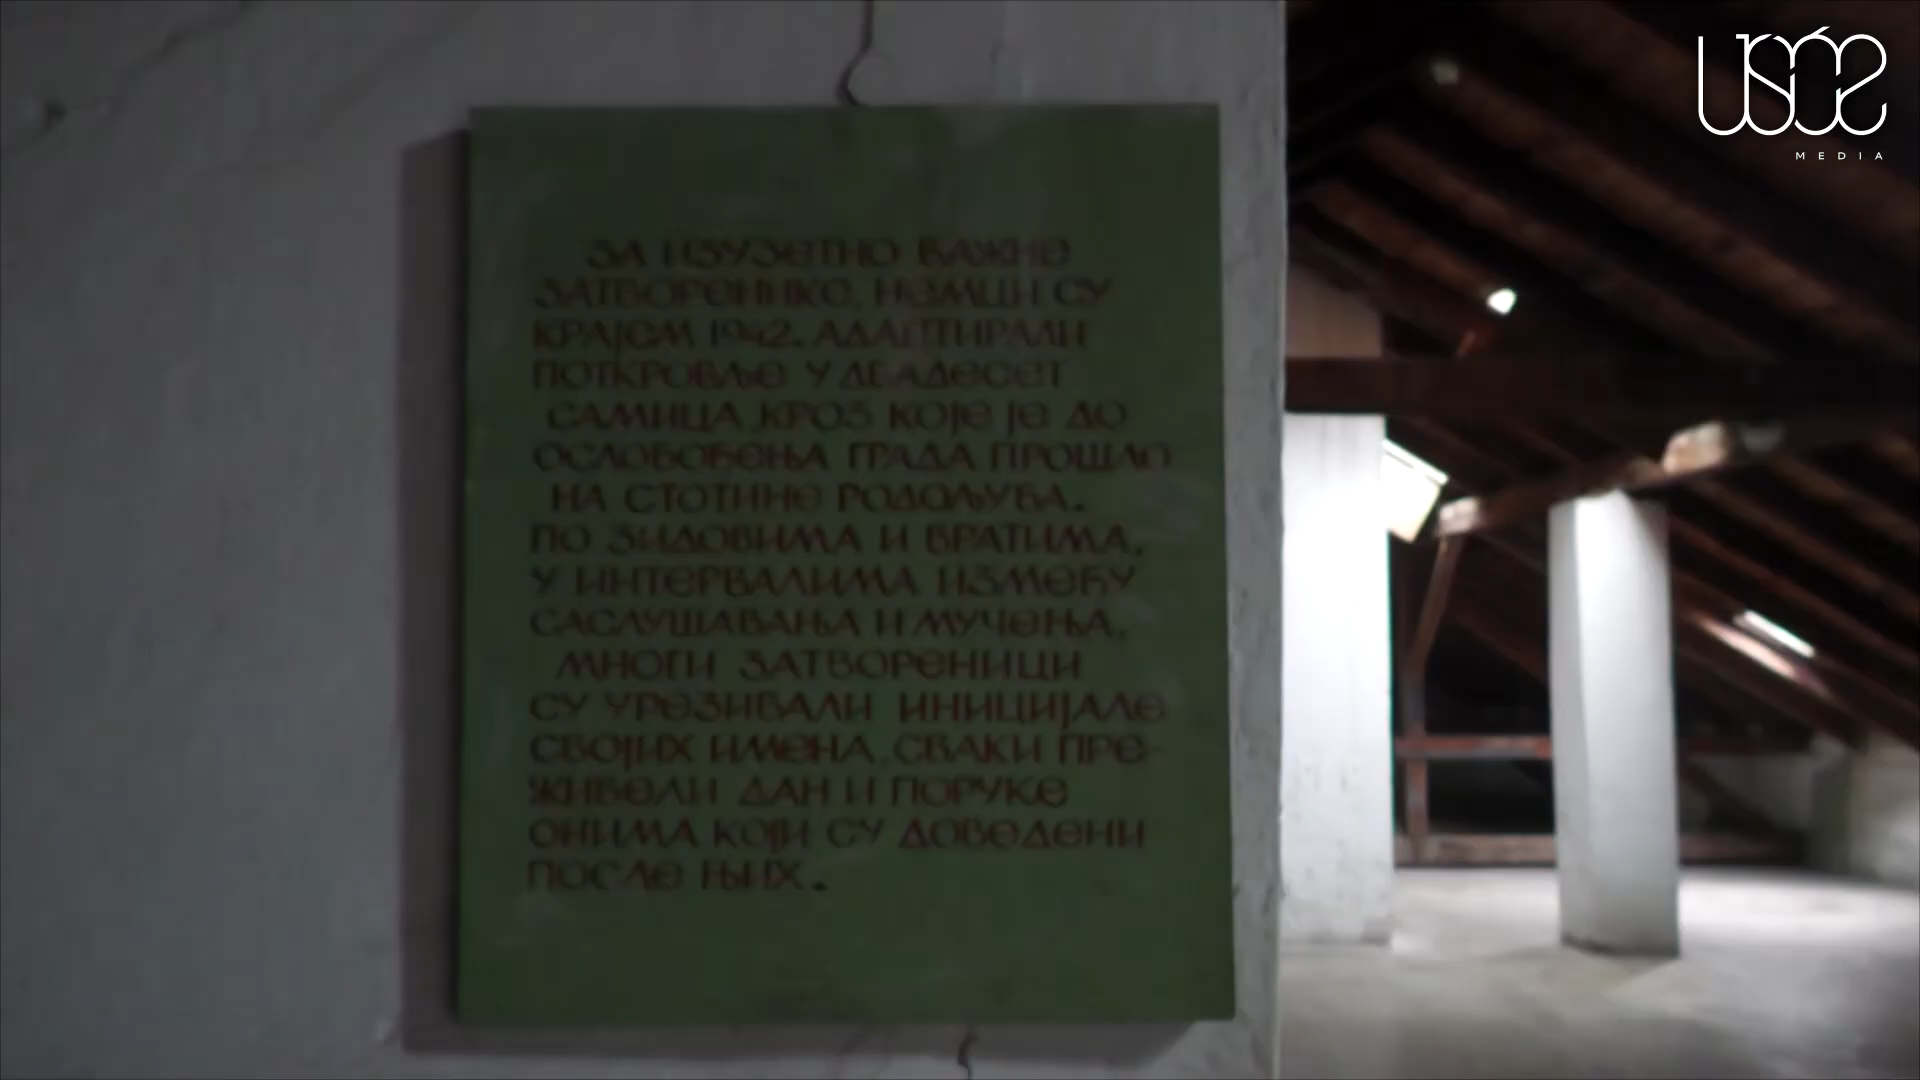 ЗА ИЗУЗЕТНО ВАЖНЕ
ЗАТВОРЕНИКЕ, НЕМЦИ СУ
КРАЈЕМ 1942. АДАПТИРАЛИ
ПОТКРОВЉЕ У ДВАДЕСЕТ
САМИЦА, КРОЗ КОЈЕ ЈЕ ДО
ОСЛОБОЂЕЊА ГРАДА ПРОШЛО
НА СТОТИНЕ РОДОЉУБА.
ПО ЗИДОВИМА И ВРАТИМА,
У ИНТЕРВАЛИМА ИЗМЕЂУ
САСЛУШАВАЊА И МУЧЕЊА,
МНОГИ ЗАТВОРЕНИЦИ
СУ УРЕЗИВАЛИ ИНИЦИЈАЛЕ
СВОЈИХ ИМЕНА, СВАКИ ПРЕ-
ЖИВЕЛИ ДАН И ПОРУКЕ
ОНИМА КОЈИ СУ ДОВЕДЕНИ
ПОСЛЕ ЊИХ.
MEDIA